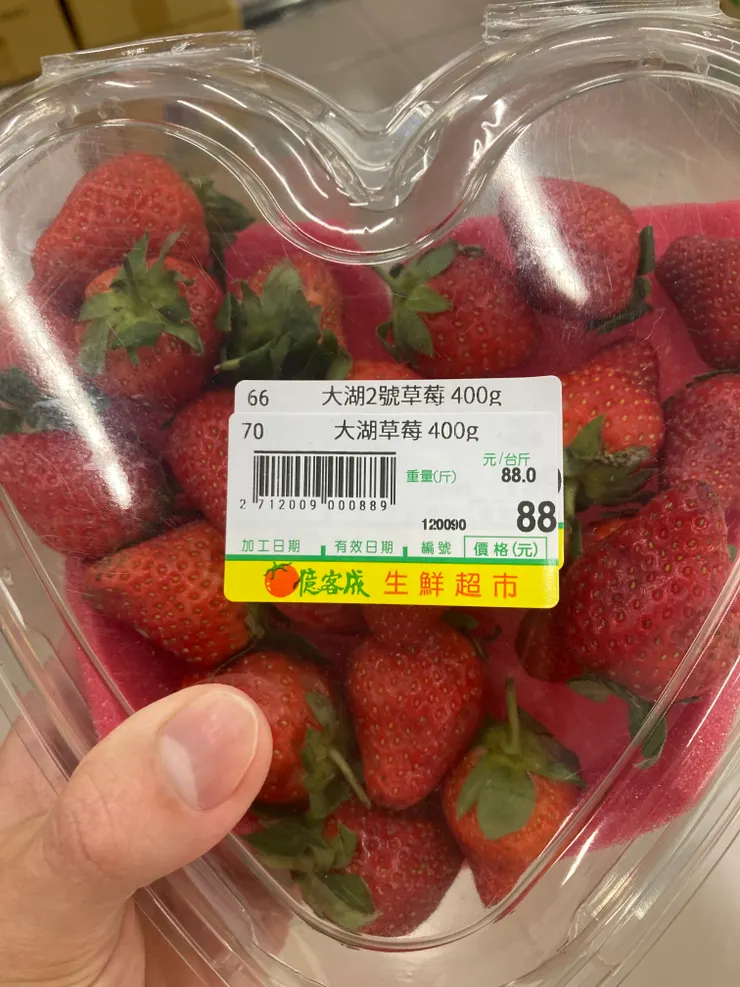 66 大湖2號草莓 400g
70 大湖草莓 400g
元/台斤
重量(斤) 88.0
2 712009 000889
120090 88
加工日期 有效日期 編號 價格(元)
億客成 生鮮超市